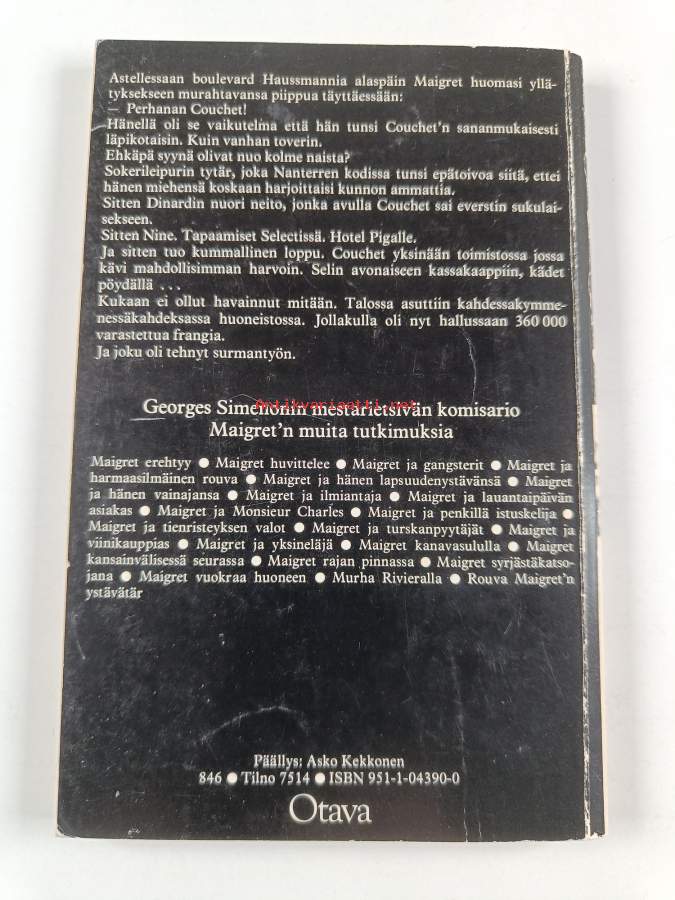 Astellessaan boulevard Haussmannia alaspäin Maigret huomasi yllä-
tyksekseen murahtavansa piippua täyttäessään:
— Perhanan Couchet!
Hänellä oli se vaikutelma että hän tunsi Couchet'n sananmukaisesti
läpikotaisin. Kuin vanhan toverin.
Ehkäpä syynä olivat nuo kolme naista?
Sokerileipurin tytär, joka Nanterren kodissa tunsi epätoivoa siitä, ettei
hänen miehensä koskaan harjoittaisi kunnon ammattia.
Sitten Dinardin nuori neito, jonka avulla Couchet sai everstin sukulai-
sekseen.
Sitten Nine. Tapaamiset Selectissä. Hotel Pigalle.
Ja sitten tuo kummallinen loppu. Couchet yksinään toimistossa jossa
kävi mahdollisimman harvoin. Selin avonaiseen kassakaappiin, kädet
pöydällä ...
Kukaan ei ollut havainnut mitään. Talossa asuttiin kahdessakymme-
nessäkahdeksassa huoneistossa. Jollakulla oli nyt hallussaan 360 000
varastettua frangia.
Ja joku oli tehnyt surmantyön.
Georges Simenonin mestarietsivän komisario
Antikvariaatti.net
Maigret'n muita tutkimuksia
Maigret erehtyy ● Maigret huvittelee ● Maigret ja gangsterit ● Maigret ja
harmaasilmäinen rouva ● Maigret ja hänen lapsuudenystävänsä ● Maigret
ja hänen vainajansa ● Maigret ja ilmiantaja ● Maigret ja lauantaipäivän
asiakas ● Maigret ja Monsieur Charles ● Maigret ja penkillä istuskelija ●
Maigret ja tienristeyksen valot ● Maigret ja turskanpyytäjät ● Maigret ja
viinikauppias ● Maigret ja yksineläjä ● Maigret kanavasululla ● Maigret
kansainvälisessä seurassa ● Maigret rajan pinnassa ● Maigret syrjästäkatso-
jana ● Maigret vuokraa huoneen ● Murha Rivieralla ● Rouva Maigret'n
ystävätär
Päällys: Asko Kekkonen
846 ● Tilno 7514 ● ISBN 951-1-04390-0
Otava